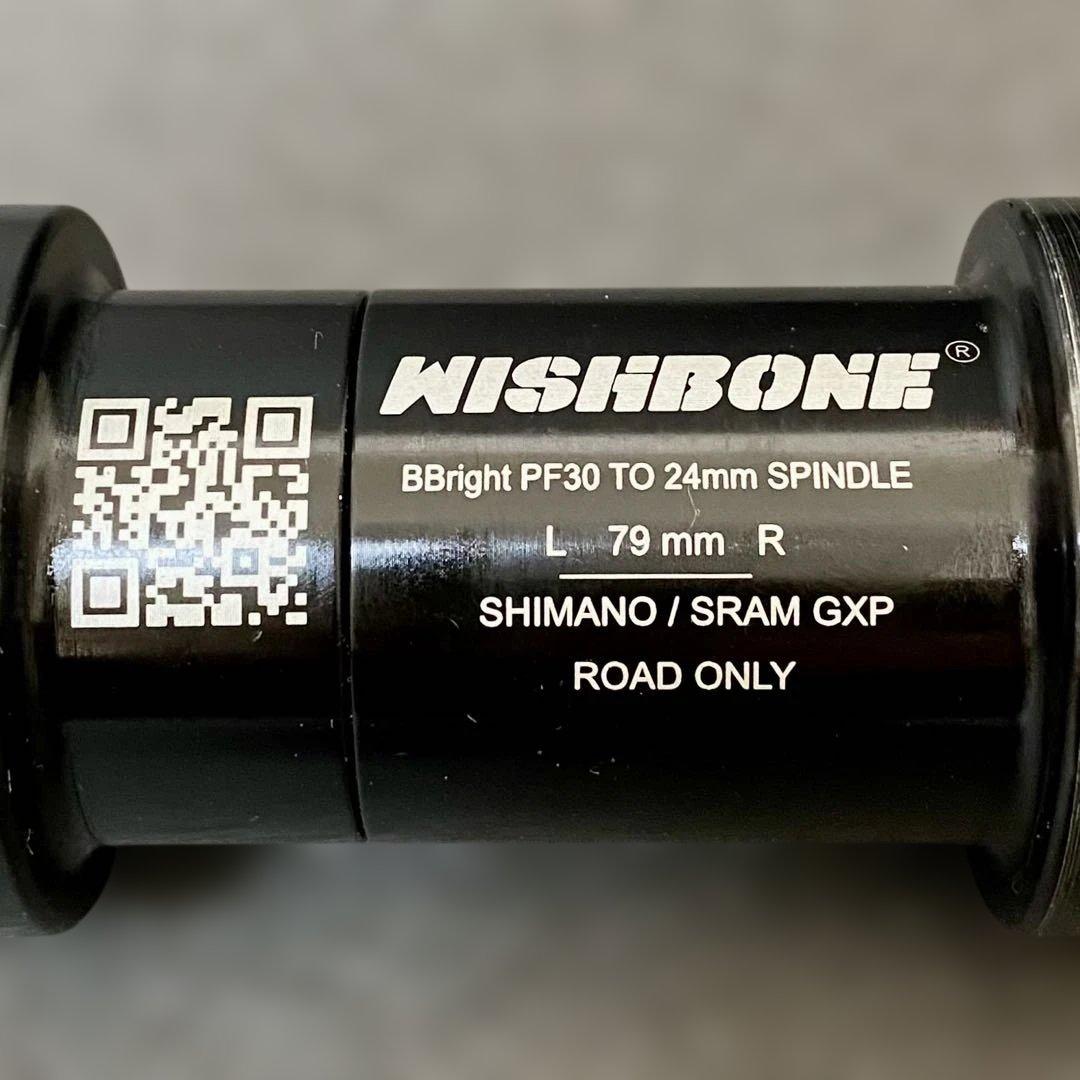 WISHBONE®
BBright PF30 TO 24mm SPINDLE
L 79 mm R
SHIMANO / SRAM GXP
ROAD ONLY